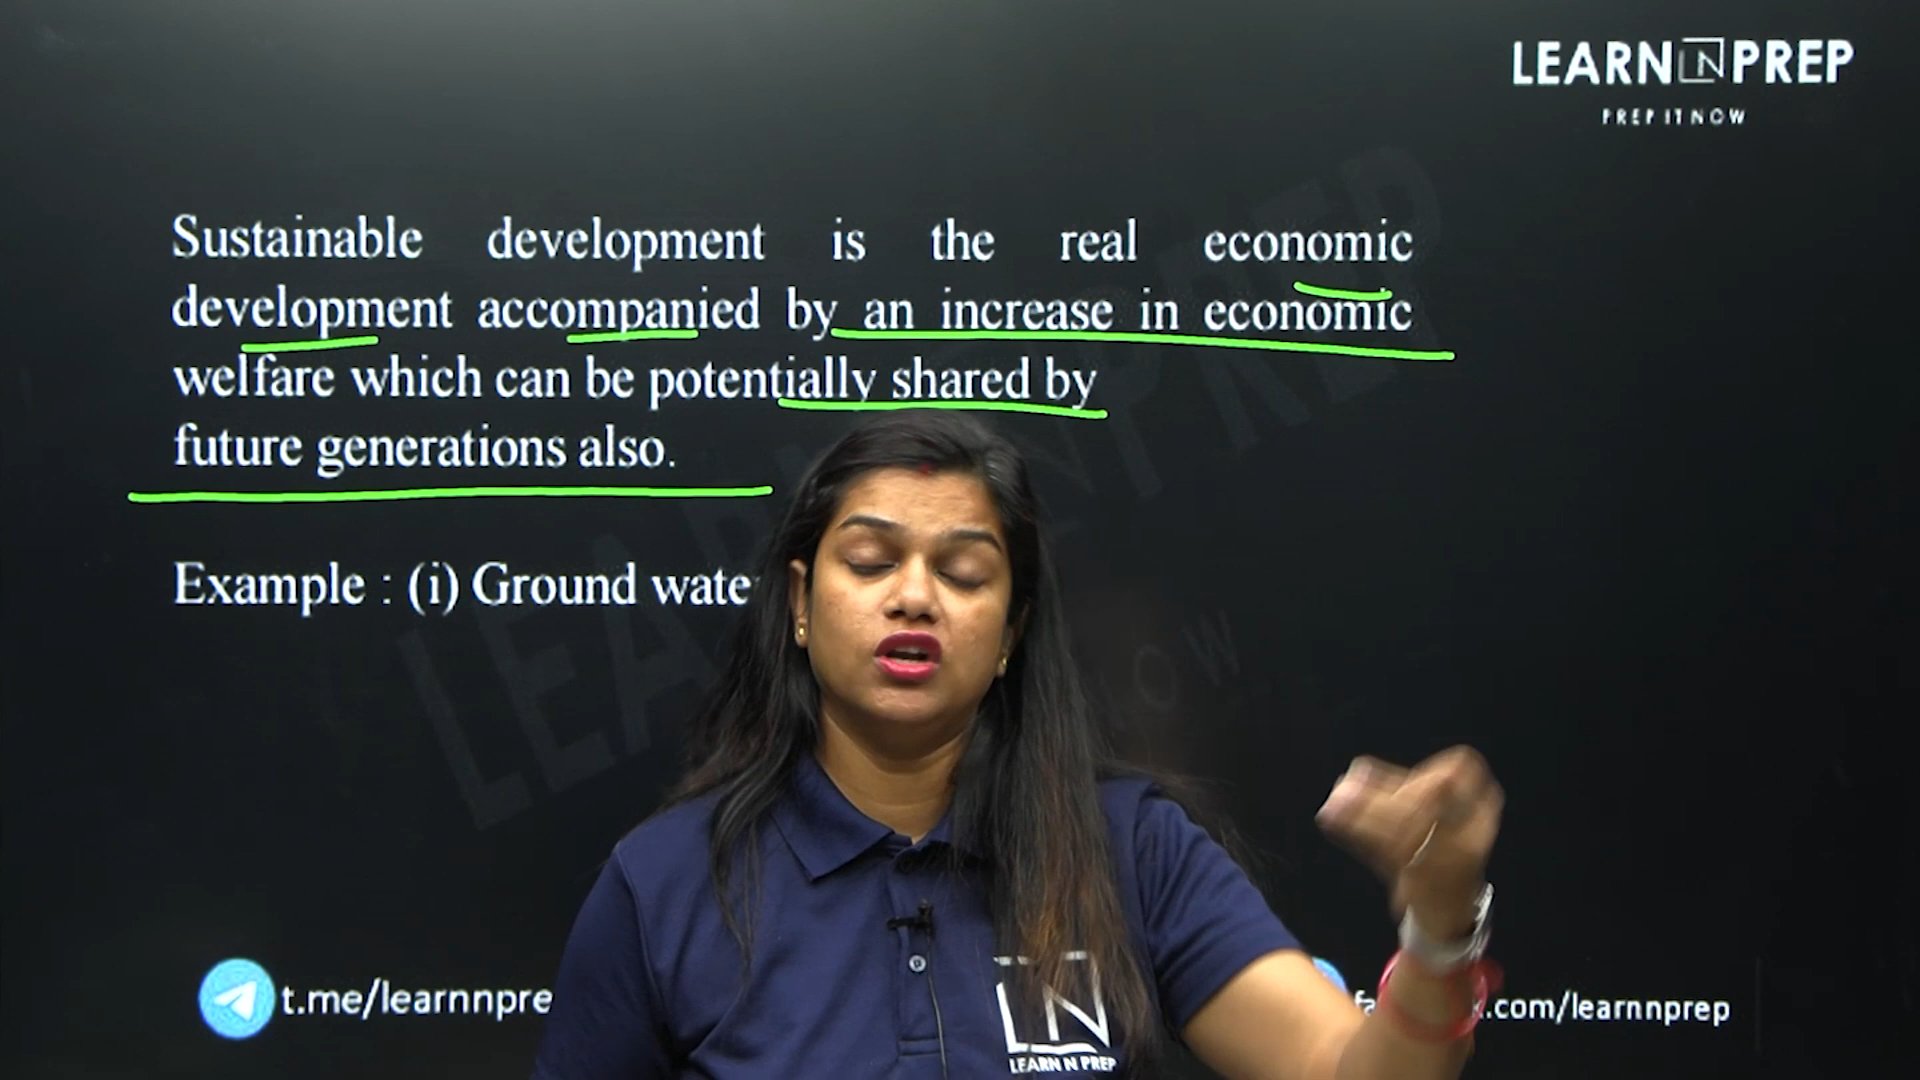 LEARN LN PREP
PREP IT NOW
Sustainable development is the real economic
development accompanied by an increase in economic
welfare which can be potentially shared by
future generations also.
Example : (i) Ground wate
t.me/learnnpre
.com/learnnprep
LN
LEARN N PREP